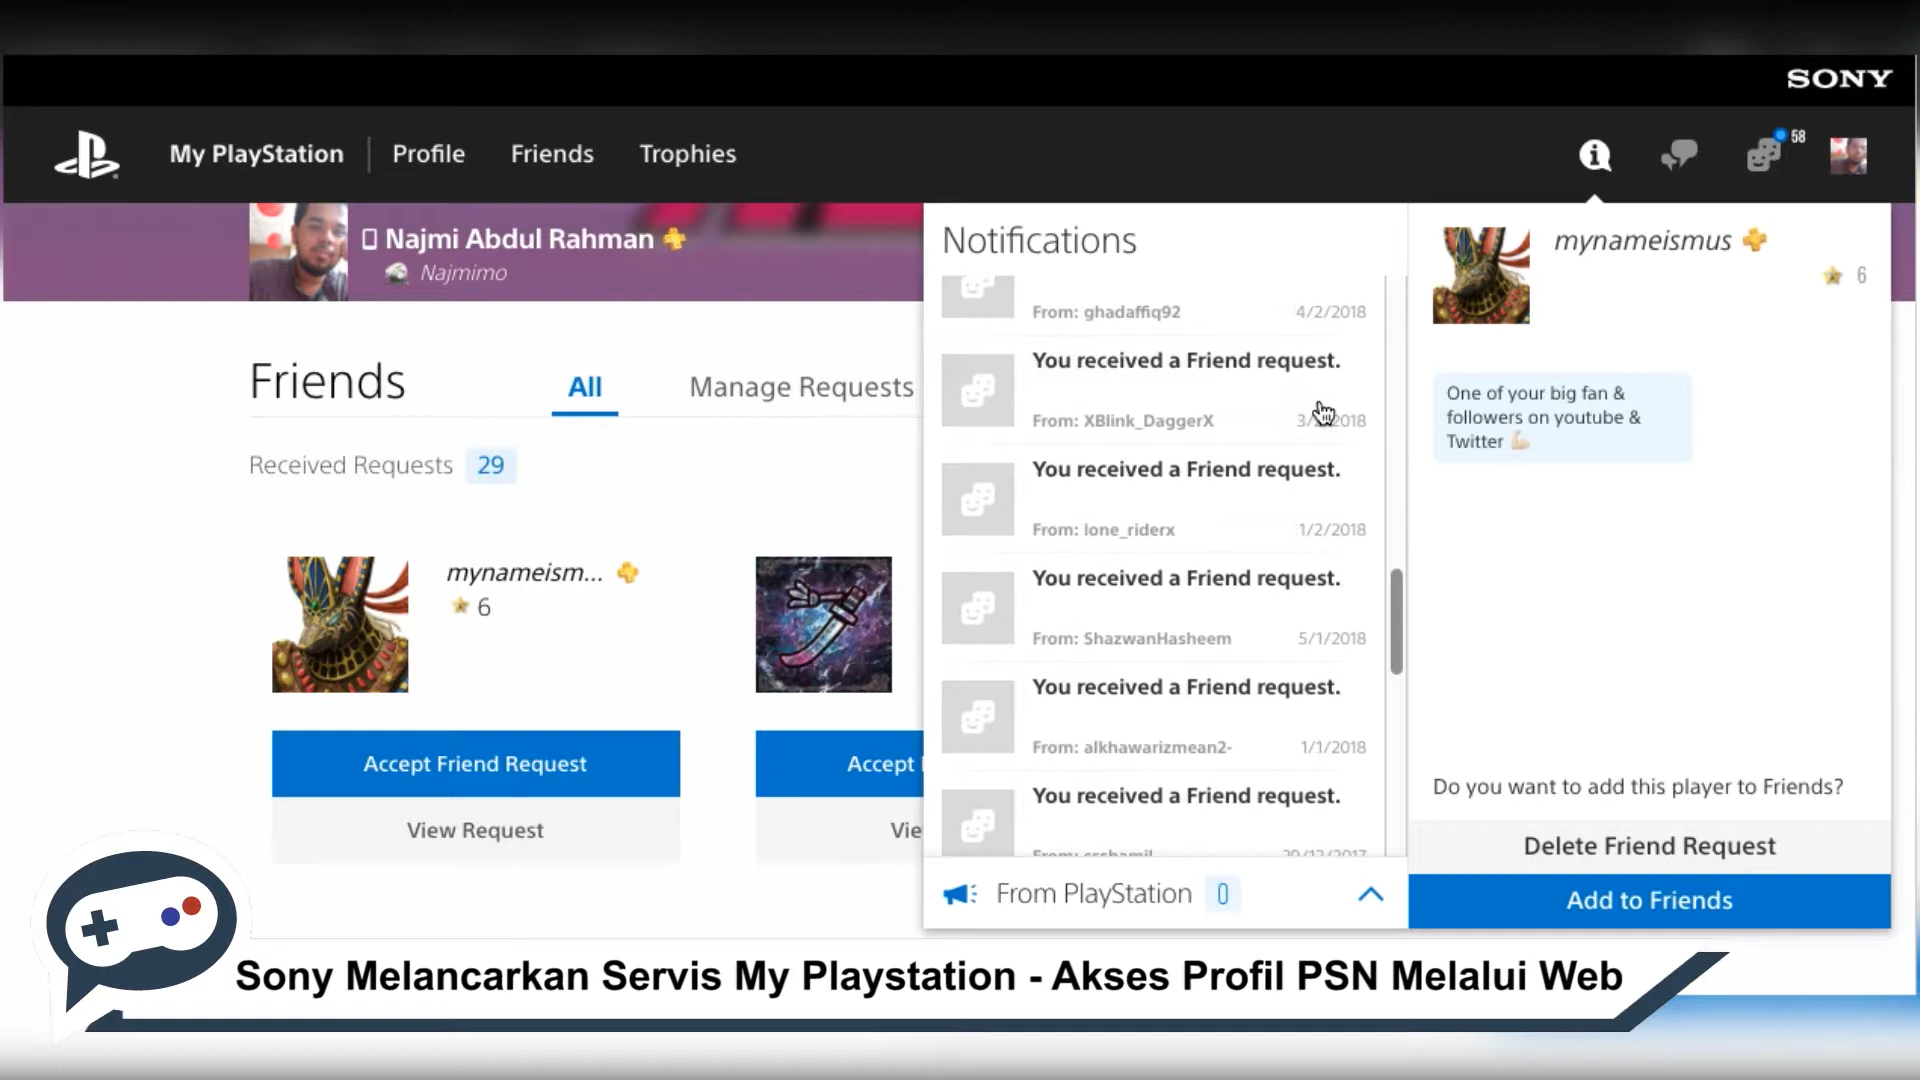 SONY
My PlayStation
Profile
Friends
Trophies
58
Najmi Abdul Rahman
Najmimo
Friends
All
Manage Requests
Received Requests 29
mynameism...
6
Accept Friend Request
View Request
Accept
Vie
Notifications
From: ghadaffiq92 4/2/2018
You received a Friend request.
From: XBlink_DaggerX
You received a Friend request.
From: lone_riderx 1/2/2018
You received a Friend request.
From: ShazwanHasheem 5/1/2018
You received a Friend request.
From: alkhawarizmean2- 1/1/2018
You received a Friend request.
From PlayStation 0
mynameismus
6
One of your big fan &
followers on youtube &
Twitter 💪🏻
Do you want to add this player to Friends?
Delete Friend Request
Add to Friends
Sony Melancarkan Servis My Playstation - Akses Profil PSN Melalui Web